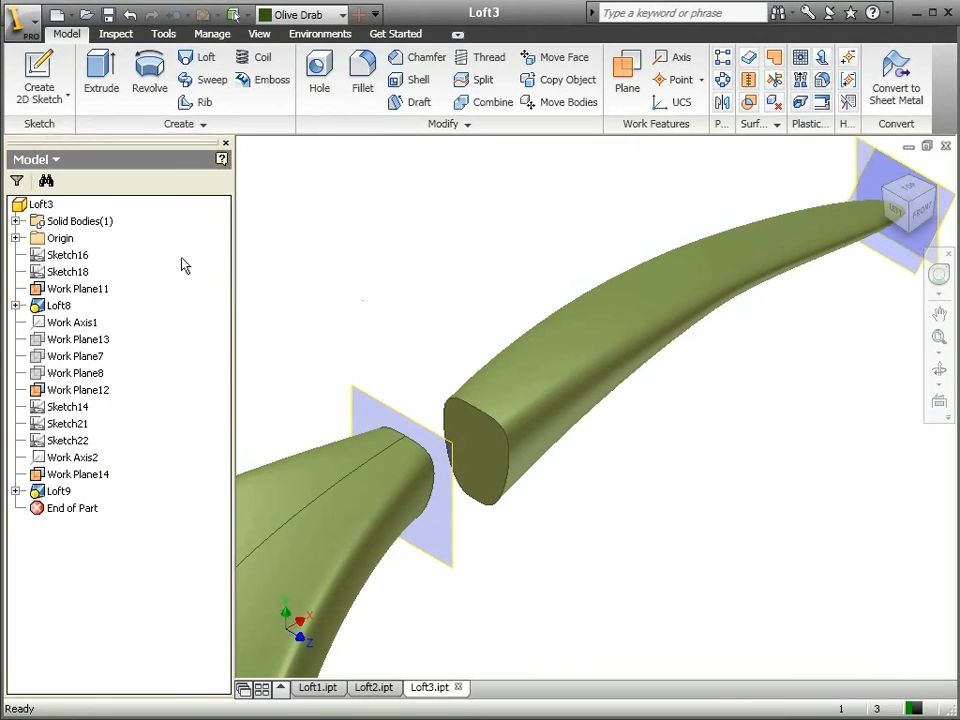 Olive Drab
Loft3
Type a keyword or phrase
PRO
Model Inspect Tools Manage View Environments Get Started
Create 2D Sketch
Extrude
Revolve
Loft
Sweep
Rib
Coil
Emboss
Hole
Fillet
Chamfer
Shell
Draft
Thread
Split
Combine
Move Face
Copy Object
Move Bodies
Plane
Axis
Point
UCS
Convert to Sheet Metal
Sketch Create Modify Work Features P... Surf... Plastic... H... Convert
Model
Loft3
Solid Bodies(1)
Origin
Sketch16
Sketch18
Work Plane11
Loft8
Work Axis1
Work Plane13
Work Plane7
Work Plane8
Work Plane12
Sketch14
Sketch21
Sketch22
Work Axis2
Work Plane14
Loft9
End of Part
TOP
LEFT
FRONT
Y
X
Z
Loft1.ipt Loft2.ipt Loft3.ipt
Ready 1 3